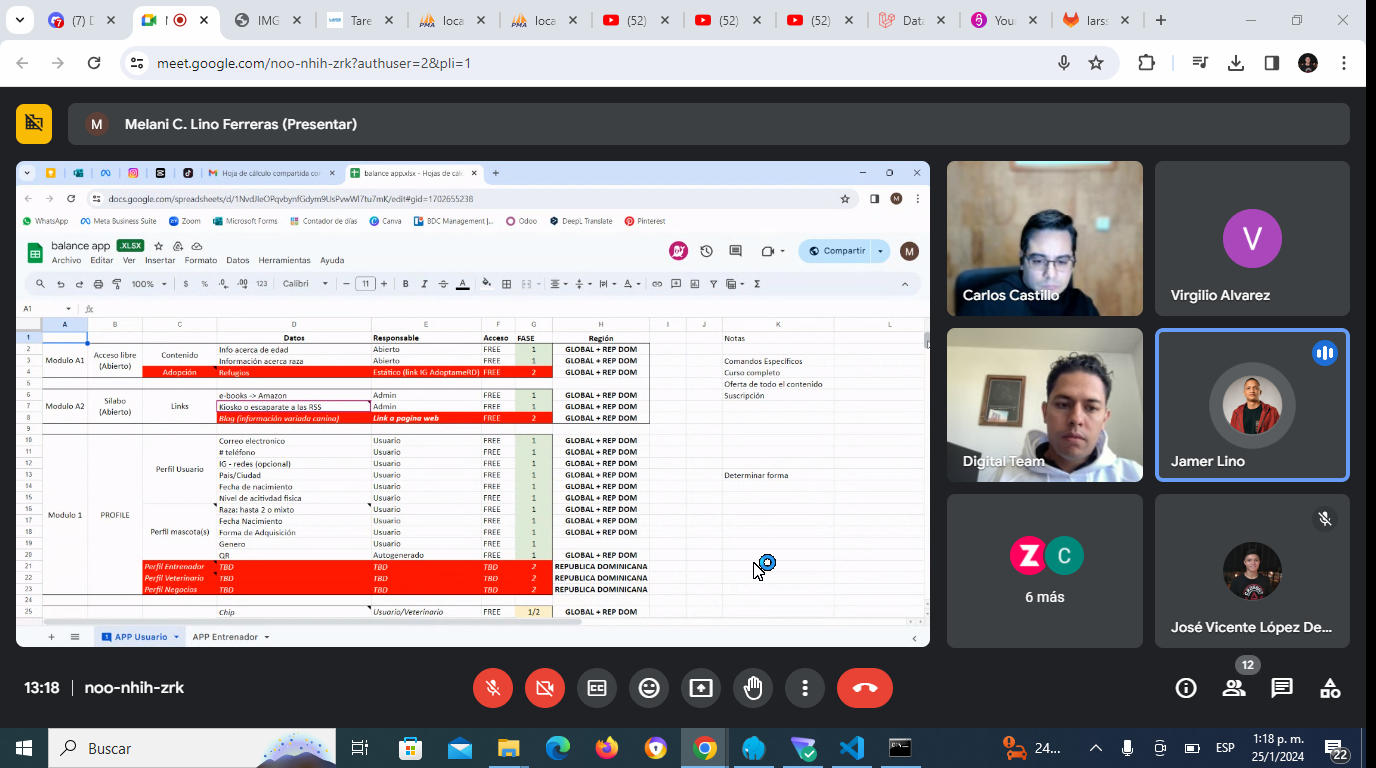 (7) D
N
IMG
Tare
loca
loca
(52)
(52)
(52)
Data
You
larss
meet.google.com/noo-nhih-zrk?authuser=2&pli=1
M
Melani C. Lino Ferreras (Presentar)
Hoja de cálculo compartida co
balance app.xlsx - Hojas de cál
docs.google.com/spreadsheets/d/1NvdJleOPqvbynfGdym9UsPvwWl7tu7mK/edit#gid=1702655238
WhatsApp Meta Business Suite Zoom Microsoft Forms Contador de días Canva BDC Management |... Odoo DeepL Translate Pinterest
balance app .XLSX
Archivo Editar Ver Insertar Formato Datos Herramientas Ayuda
Compartir
M
100% $ % .0 .00 123 Calibri 11 B I A
A1 fx
A B C D E F G H I J K L
1 Datos Responsable Acceso FASE Región Notas
2 Info acerca de edad Abierto FREE 1 GLOBAL + REP DOM
Modulo A1 Acceso libre (Abierto) Contenido
3 Información acerca raza Abierto FREE 1 GLOBAL + REP DOM Comandos Específicos
4 Adopción Refugios Estático (link IG AdoptameRD) FREE 2 GLOBAL + REP DOM Curso completo
5 Oferta de todo el contenido
6 e-books -> Amazon Admin FREE 1 GLOBAL + REP DOM Suscripción
7 Modulo A2 Silabo (Abierto) Links Kiosko o escaparate a las RSS Admin FREE 1 GLOBAL + REP DOM
8 Blog (información variada canina) Link a pagina web FREE 2 GLOBAL + REP DOM
9
10 Correo electronico Usuario FREE 1 GLOBAL + REP DOM
11 # teléfono Usuario FREE 1 GLOBAL + REP DOM
12 Perfil Usuario IG - redes (opcional) Usuario FREE 1 GLOBAL + REP DOM
13 Pais/Ciudad Usuario FREE 1 GLOBAL + REP DOM Determinar forma
14 Fecha de nacimiento Usuario FREE 1 GLOBAL + REP DOM
15 Nivel de acitivdad fisica Usuario FREE 1 GLOBAL + REP DOM
16 Raza: hasta 2 o mixto Usuario FREE 1 GLOBAL + REP DOM
17 Modulo 1 PROFILE Fecha Nacimiento Usuario FREE 1 GLOBAL + REP DOM
18 Perfil mascota(s) Forma de Adquisición Usuario FREE 1 GLOBAL + REP DOM
19 Genero Usuario FREE 1
20 QR Autogenerado FREE 1 GLOBAL + REP DOM
21 Perfil Entrenador TBD TBD TBD 2 REPUBLICA DOMINICANA
22 Perfil Veterinario TBD TBD TBD 2 REPUBLICA DOMINICANA
23 Perfil Negocios TBD TBD TBD 2 REPUBLICA DOMINICANA
24
25 Chip Usuario/Veterinario FREE 1/2 GLOBAL + REP DOM
APP Usuario APP Entrenador
Carlos Castillo
V
Virgilio Alvarez
Digital Team
Jamer Lino
Z C
6 más
José Vicente López De...
13:18 noo-nhih-zrk
12
Buscar
24...
ESP
1:18 p. m.
25/1/2024
22